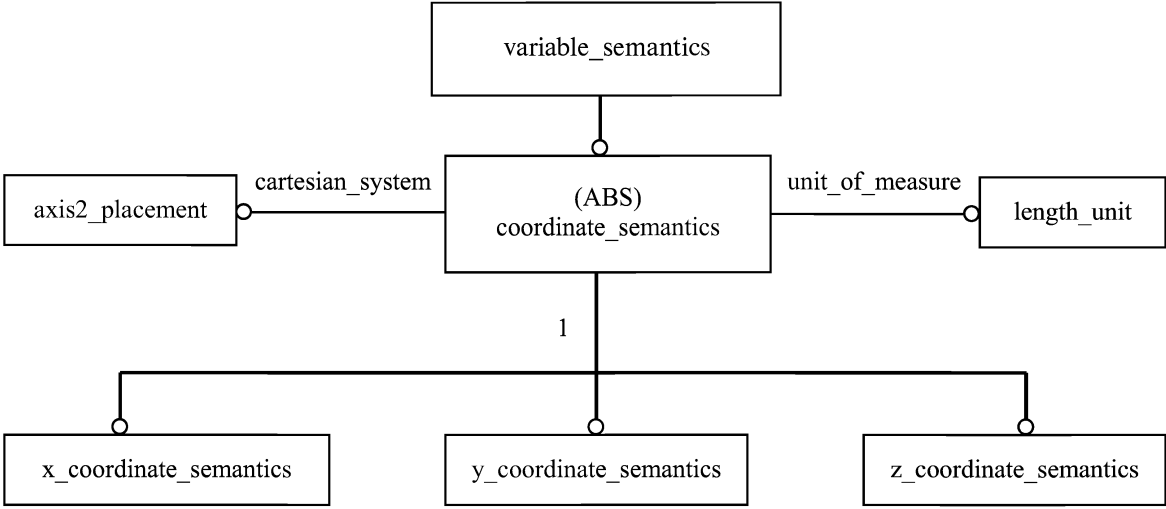 variable_semantics
cartesian_system
unit_of_measure
axis2_placement
(ABS)
coordinate_semantics
length_unit
1
x_coordinate_semantics
y_coordinate_semantics
z_coordinate_semantics